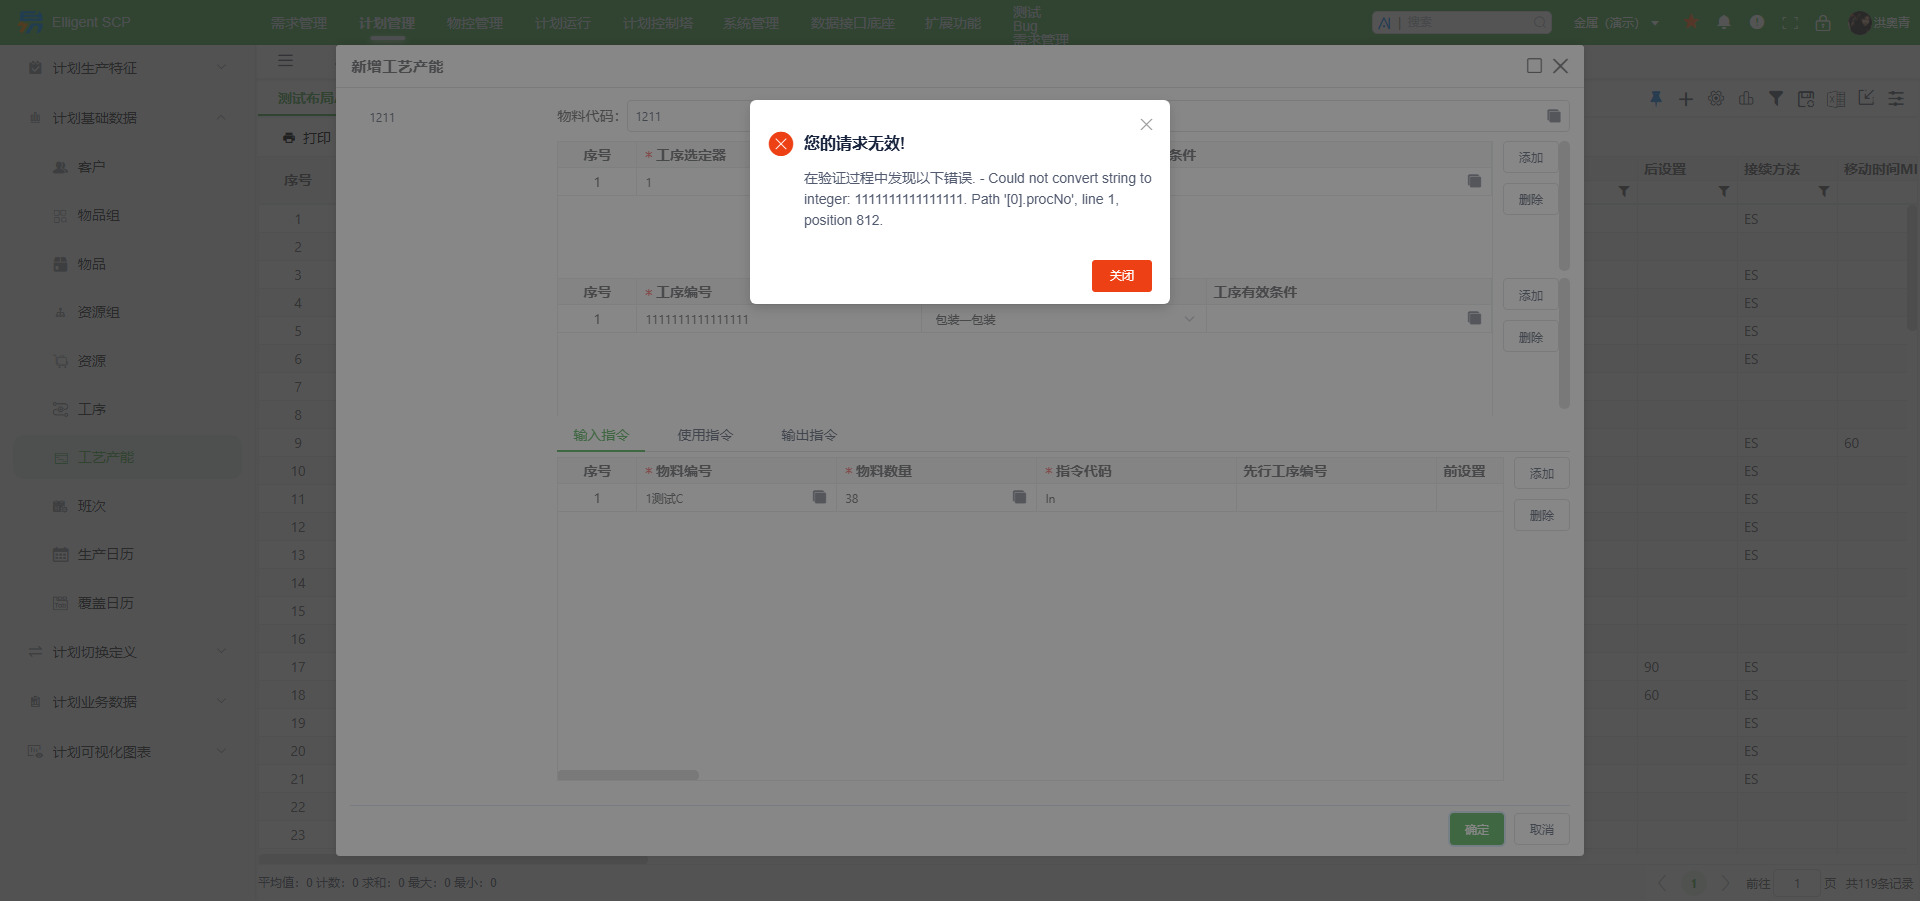 Elligent SCP
需求管理
计划管理
物控管理
计划运行
计划控制塔
系统管理
数据接口底座
扩展功能
测试
Bug
需求管理
AI | 搜索
全屋 (演示)
洪奥青
计划生产特征
计划基础数据
客户
物品组
物品
资源组
资源
工序
工艺产能
班次
生产日历
覆盖日历
计划切换定义
计划业务数据
计划可视化图表
测试布局
打印
序号
1
2
3
4
5
6
7
8
9
10
11
12
13
14
15
16
17
18
19
20
21
22
23
新增工艺产能
1211
物料代码: 1211
序号 * 工序选定器 条件
1 1
添加
删除
您的请求无效!
在验证过程中发现以下错误. - Could not convert string to
integer: 1111111111111111. Path '[0].procNo', line 1,
position 812.
关闭
序号 * 工序编号 工序有效条件
1 1111111111111111 包装—包装
添加
删除
输入指令 使用指令 输出指令
序号 * 物料编号 * 物料数量 * 指令代码 先行工序编号 前设置
1 1测试C 38 In
添加
删除
确定 取消
后设置 接续方法 移动时间MI
ES
ES
ES
ES
ES
ES 60
ES
ES
ES
ES
90 ES
60 ES
ES
ES
ES
平均值: 0 计数: 0 求和: 0 最大: 0 最小: 0
1 前往 1 页 共119条记录